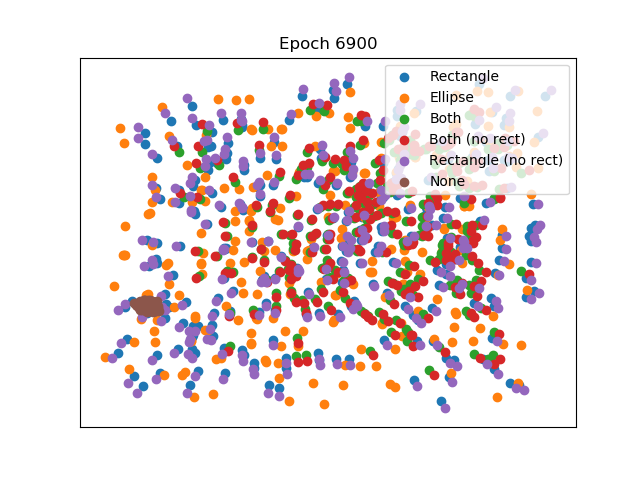 Epoch 6900
Rectangle
Ellipse
Both
Both (no rect)
Rectangle (no rect)
None